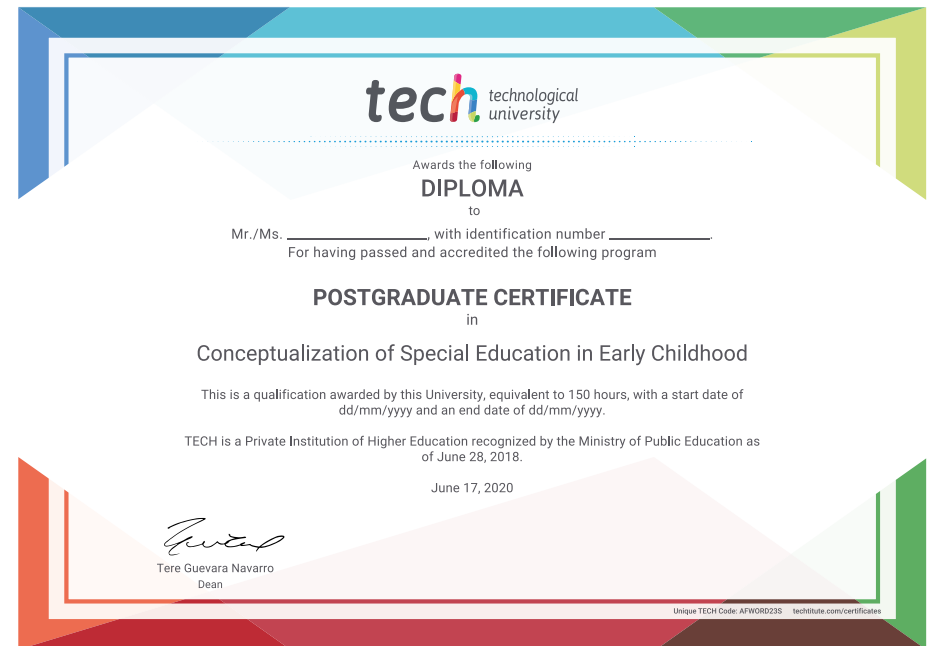 tech technological
university
Awards the following
DIPLOMA
to
Mr./Ms. ____________________, with identification number ______________.
For having passed and accredited the following program
POSTGRADUATE CERTIFICATE
in
Conceptualization of Special Education in Early Childhood
This is a qualification awarded by this University, equivalent to 150 hours, with a start date of
dd/mm/yyyy and an end date of dd/mm/yyyy.
TECH is a Private Institution of Higher Education recognized by the Ministry of Public Education as
of June 28, 2018.
June 17, 2020
Tere Guevara Navarro
Dean
Unique TECH Code: AFWORD23S techtitute.com/certificates